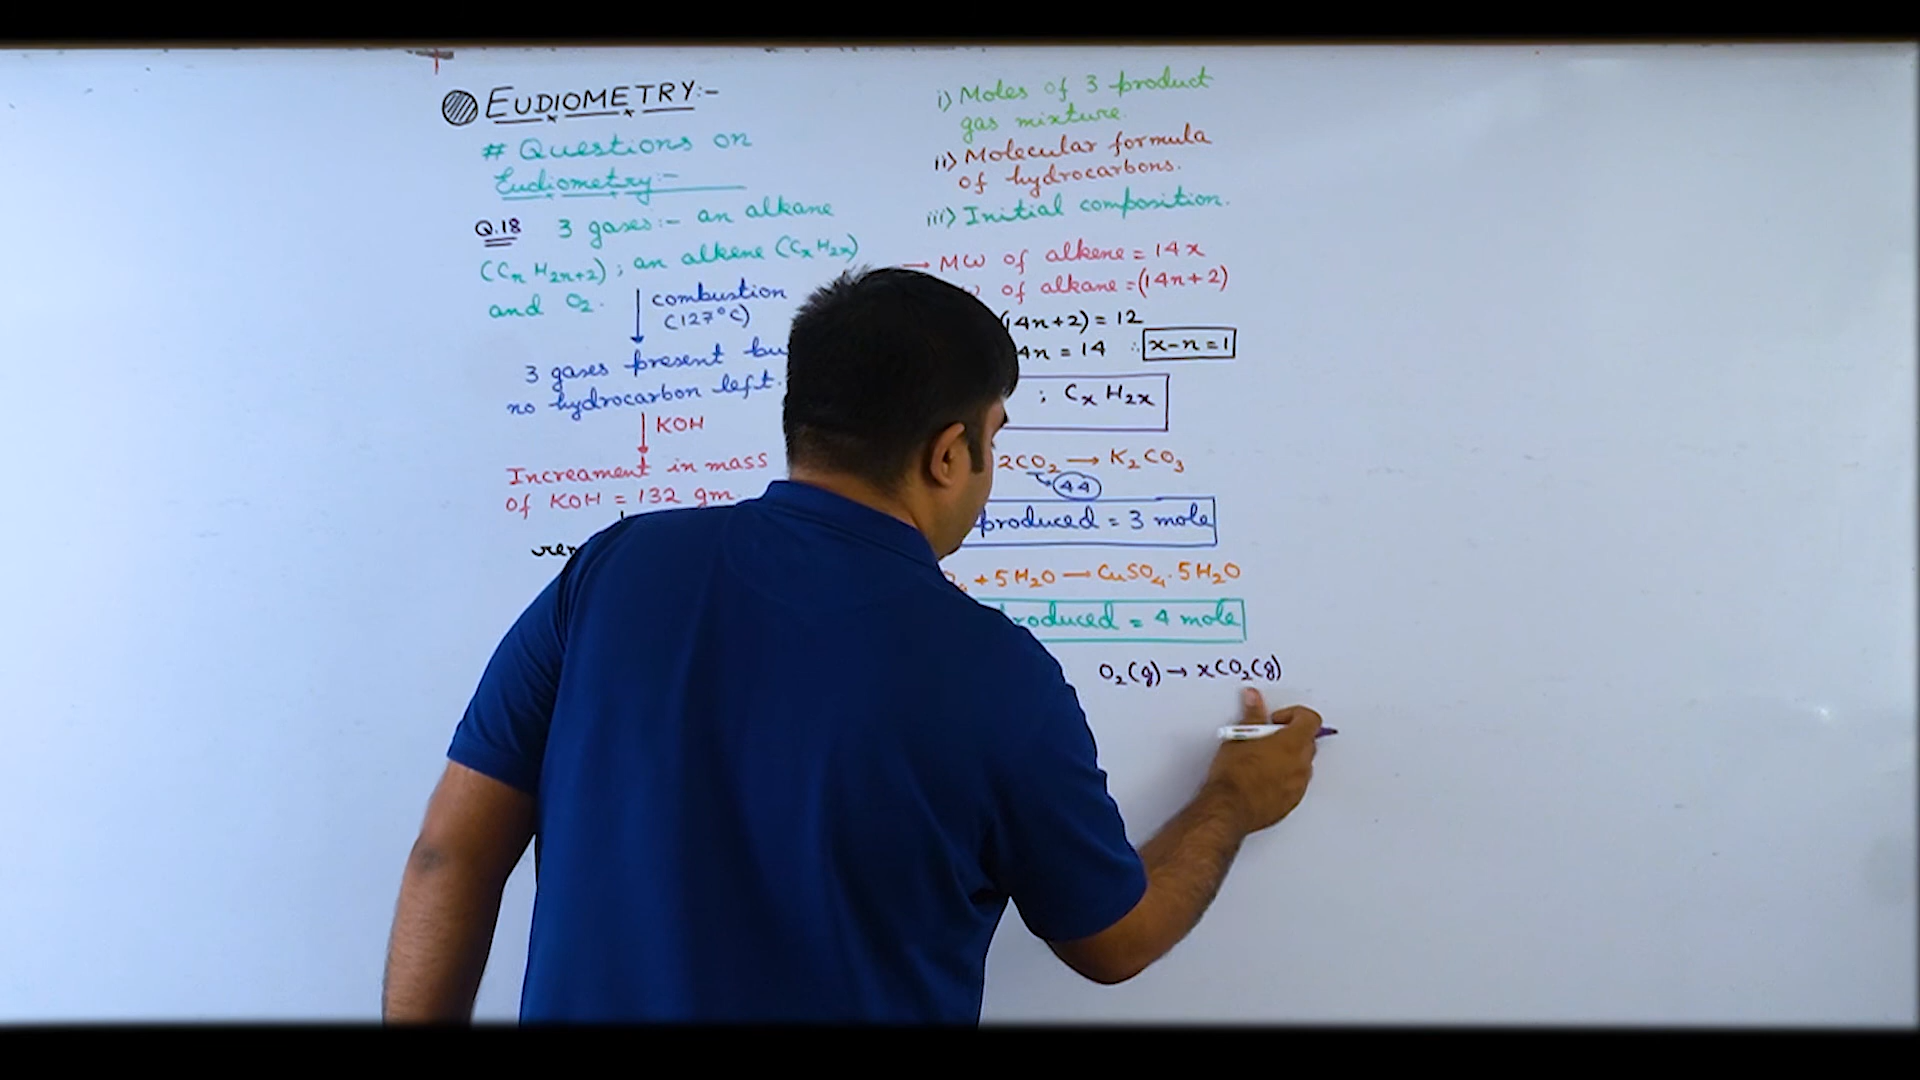 EUDIOMETRY:-
# Questions on
Eudiometry:-
Q.18 3 gases:- an alkane
(CnH2n+2); an alkene (CxH2x)
and O2.
combustion
(127°C)
3 gases present
no hydrocarbon left.
KOH
Increament in mass
of KOH = 132 gm.
i) Moles of 3 product
gas mixture.
ii) Molecular formula
of hydrocarbons.
iii) Initial composition.
→ MW of alkene = 14x
of alkane = (14n+2)
(14n+2) = 12
4n = 14 ∴ x-n=1
; CxH2x
2CO2 → K2CO3
44
produced = 3 mole
+ 5H2O → CuSO4.5H2O
roduced = 4 mole
O2(g) → xCO2(g)